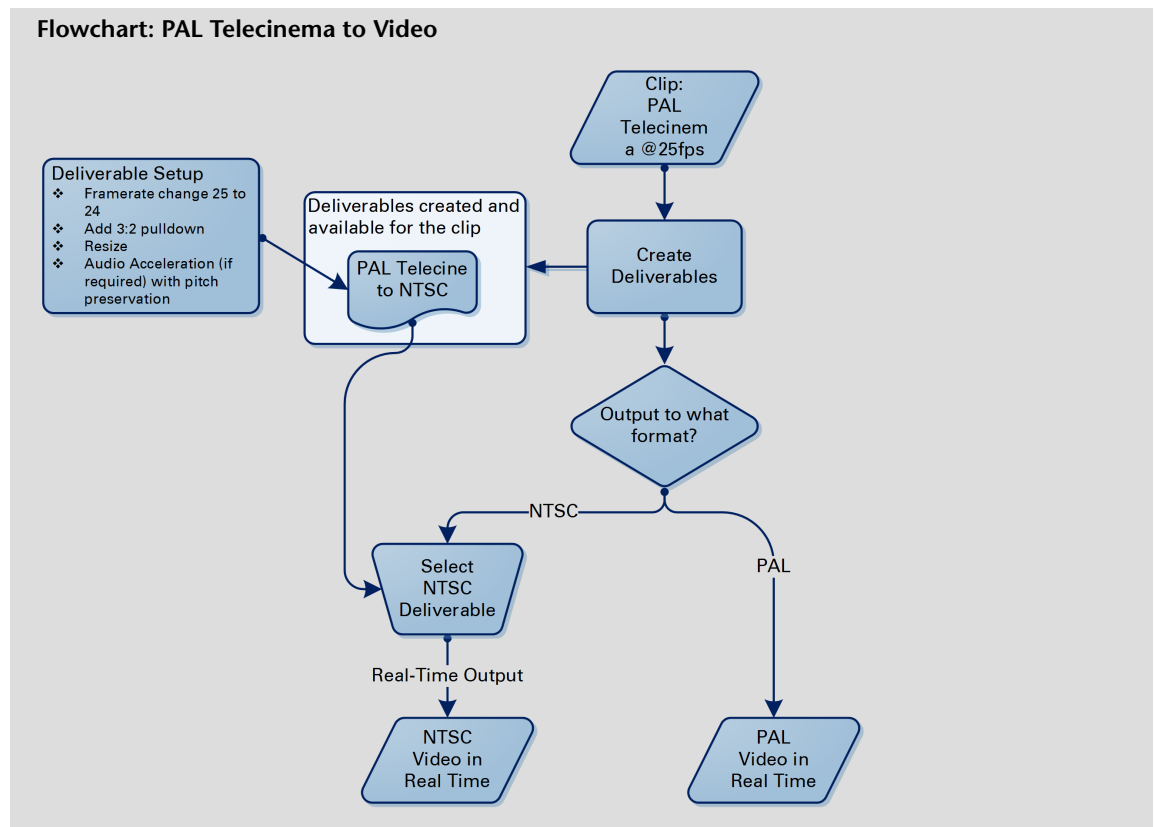 Flowchart: PAL Telecinema to Video
Clip:
PAL
Telecinem
a @25fps
Deliverable Setup
❖ Framerate change 25 to
24
❖ Add 3:2 pulldown
❖ Resize
❖ Audio Acceleration (if
required) with pitch
preservation
Deliverables created and
available for the clip
PAL Telecine
to NTSC
Create
Deliverables
Output to what
format?
NTSC
PAL
Select
NTSC
Deliverable
Real-Time Output
NTSC
Video in
Real Time
PAL
Video in
Real Time